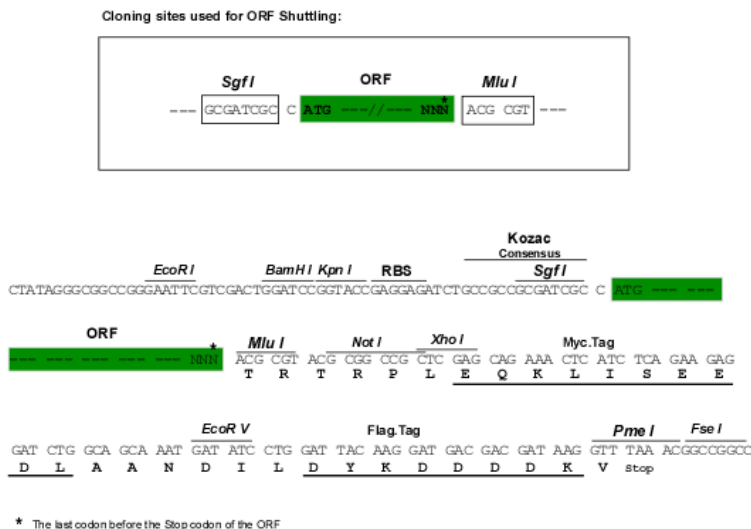 Cloning sites used for ORF Shuttling:
Sgf I ORF Mlu I
*
--- GCGATCGC C ATG ---//--- NNN ACG CGT ---
Kozac
Consensus
EcoR I BamH I Kpn I RBS Sgf I
CTATAGGGCGGCCGGGAATTCGTCGACTGGATCCGGTACCGAGGAGATCTGCCGCCGCGATCGC C ATG --- ---
ORF * Mlu I Not I Xho I Myc.Tag
--- --- --- --- --- --- NNN ACG CGT ACG CGG CCG CTC GAG CAG AAA CTC ATC TCA GAA GAG
T R T R P L E Q K L I S E E
EcoR V Flag.Tag Pme I Fse I
GAT CTG GCA GCA AAT GAT ATC CTG GAT TAC AAG GAT GAC GAC GAT AAG GTT TAA ACGGCCGGCC
D L A A N D I L D Y K D D D D K V Stop
* The last codon before the Stop codon of the ORF